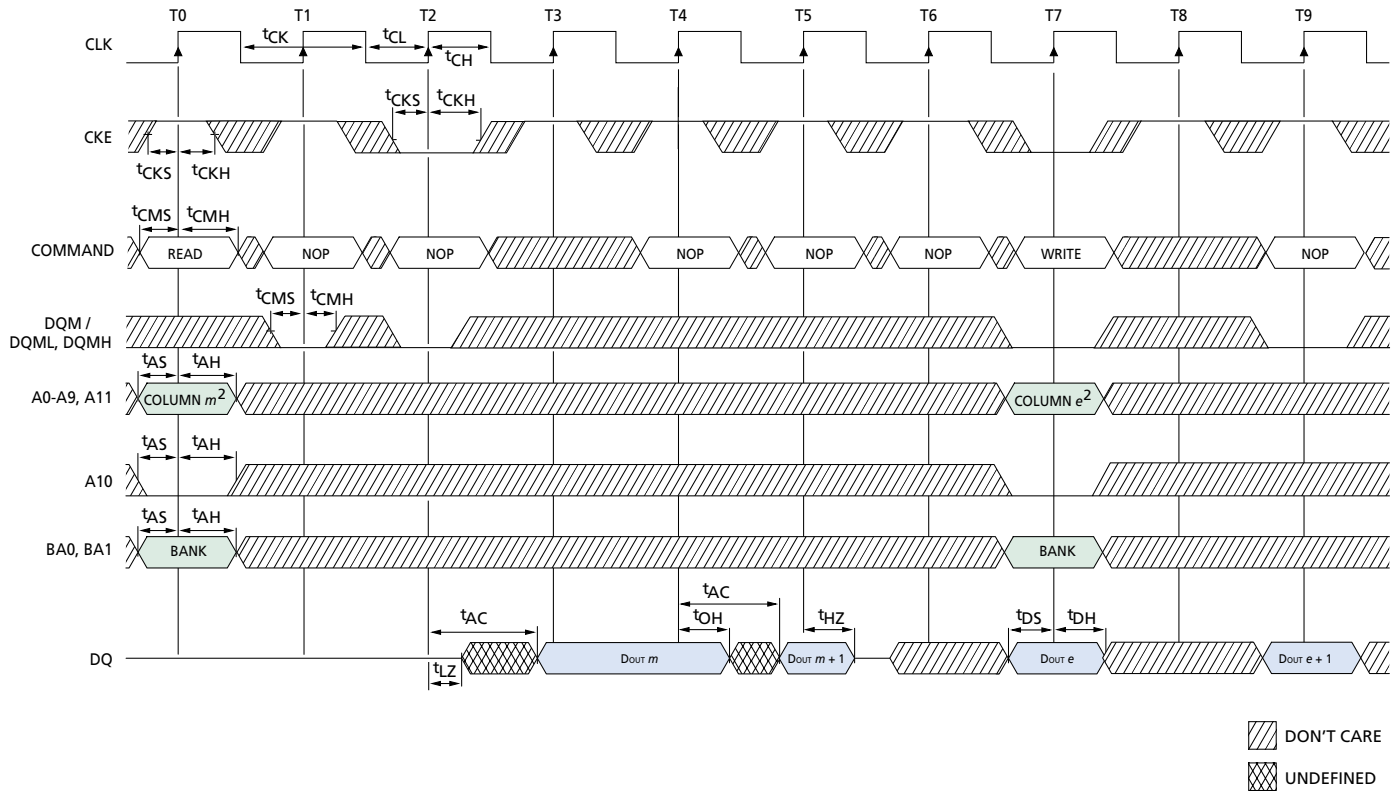 T0 T1 T2 T3 T4 T5 T6 T7 T8 T9
CLK
tCK tCL
tCH
tCKS tCKH
CKE
tCKS tCKH
tCMS tCMH
COMMAND READ NOP NOP NOP NOP NOP WRITE NOP
tCMS tCMH
DQM /
DQML, DQMH
tAS tAH
A0-A9, A11 COLUMN m2 COLUMN e2
tAS tAH
A10
tAS tAH
BA0, BA1 BANK BANK
tAC
tAC tOH tHZ tDS tDH
DQ DOUT m DOUT m + 1 DOUT e DOUT e + 1
tLZ
DON'T CARE
UNDEFINED